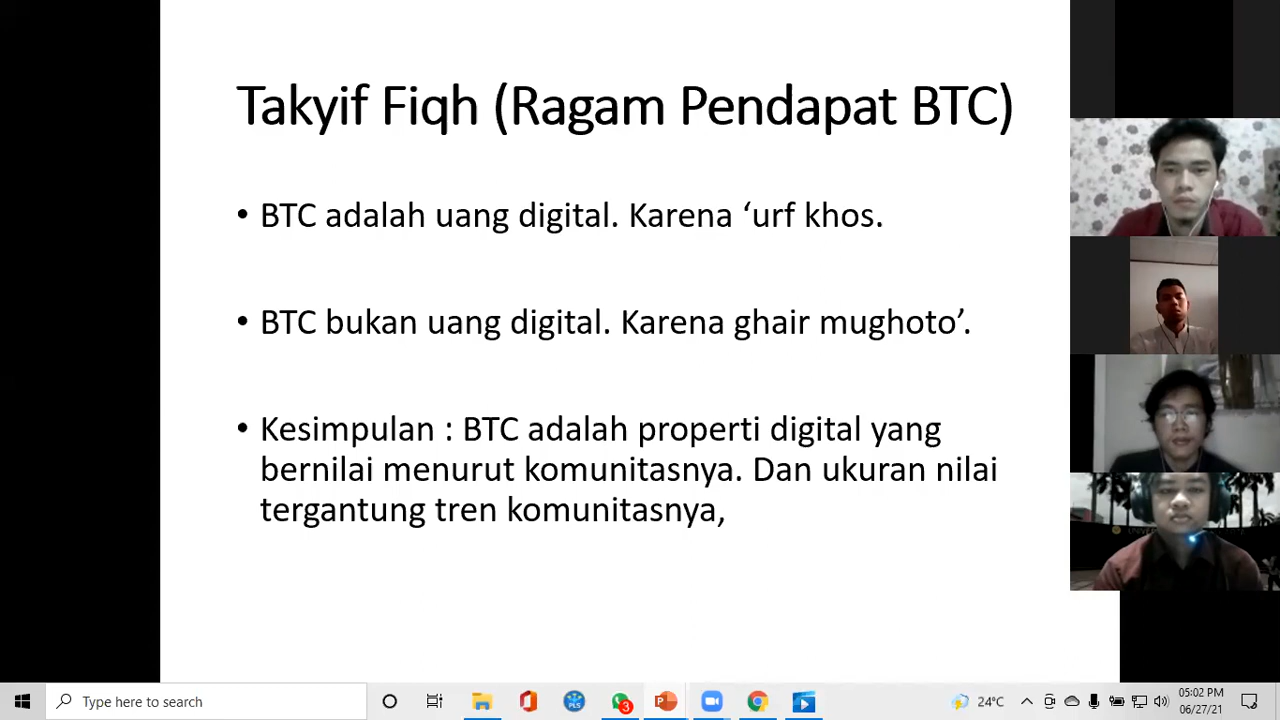 Takyif Fiqh (Ragam Pendapat BTC)
• BTC adalah uang digital. Karena ‘urf khos.
• BTC bukan uang digital. Karena ghair mughoto’.
• Kesimpulan : BTC adalah properti digital yang
bernilai menurut komunitasnya. Dan ukuran nilai
tergantung tren komunitasnya,
Type here to search
PLS
3
24°C
05:02 PM
06/27/21